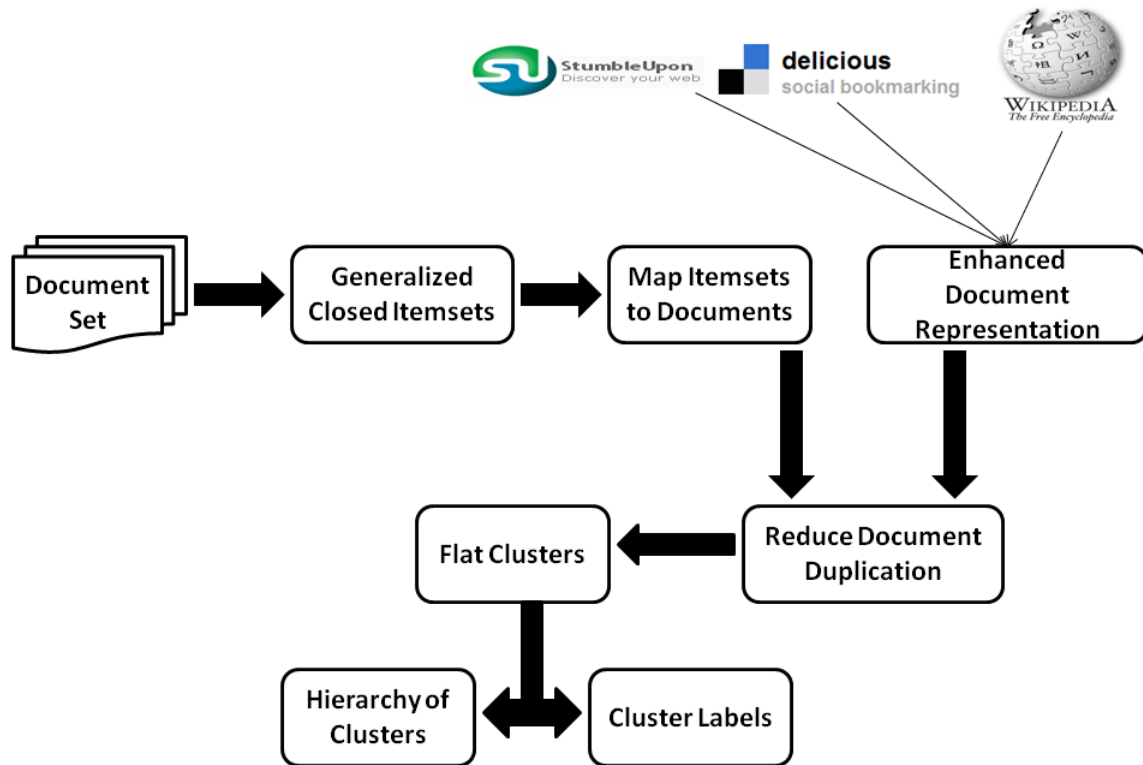 StumbleUpon
Discover your web
delicious
social bookmarking
WIKIPEDIA
The Free Encyclopedia
Document
Set
Generalized
Closed Itemsets
Map Itemsets
to Documents
Enhanced
Document
Representation
Flat Clusters
Reduce Document
Duplication
Hierarchy of
Clusters
Cluster Labels